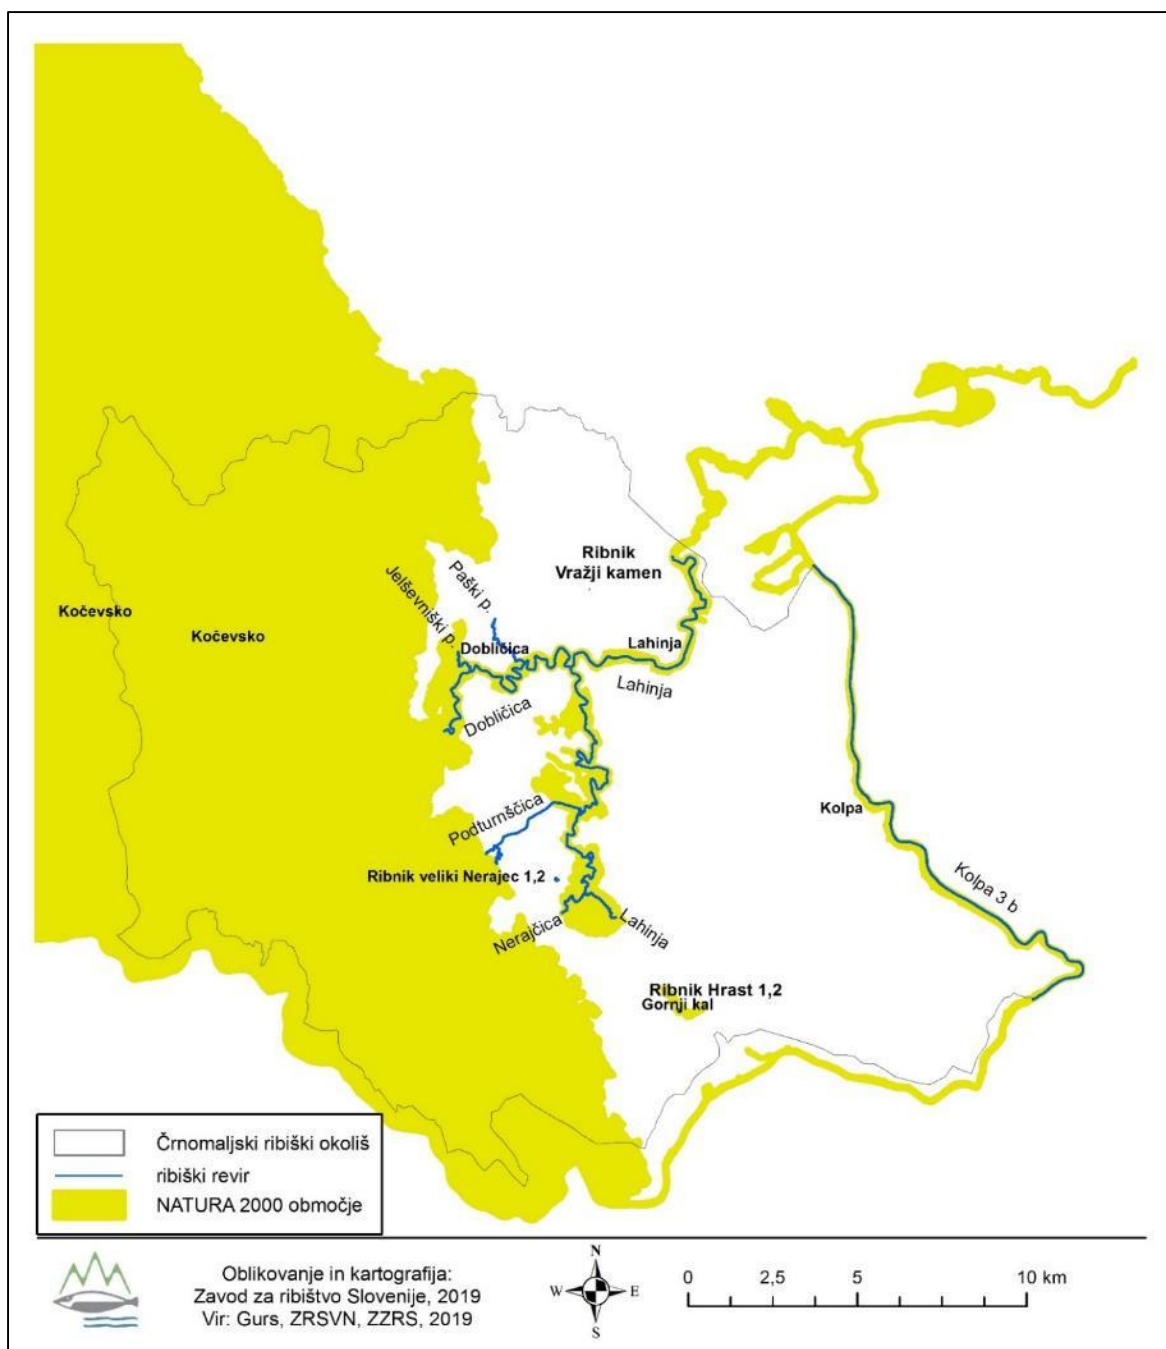 Ribnik
Vražji kamen
Paški p.
Jelševniški p.
Kočevsko
Kočevsko
Dobličica
Lahinja
Lahinja
Dobličica
Podturnščica
Kolpa
Ribnik veliki Nerajec 1,2
Kolpa 3 b
Nerajčica
Lahinja
Ribnik Hrast 1,2
Gornji kal
Črnomaljski ribiški okoliš
ribiški revir
NATURA 2000 območje
Oblikovanje in kartografija:
Zavod za ribištvo Slovenije, 2019
Vir: Gurs, ZRSVN, ZZRS, 2019
N
W E
S
0 2,5 5 10 km